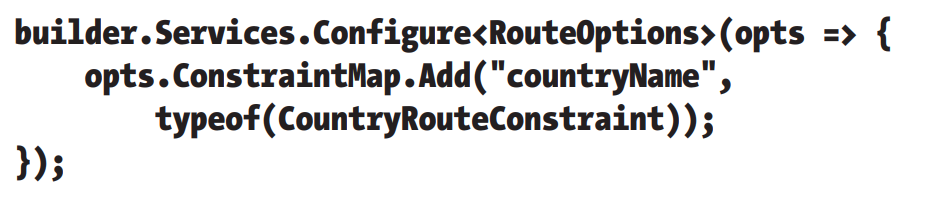 builder.Services.Configure<RouteOptions>(opts => {
    opts.ConstraintMap.Add("countryName",
        typeof(CountryRouteConstraint));
});